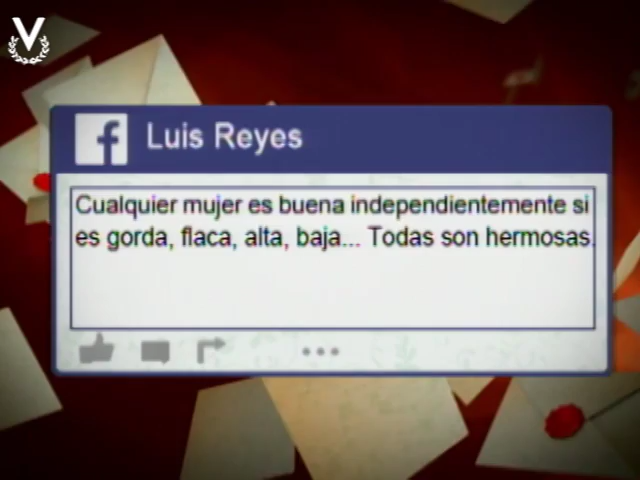 V
Luis Reyes
Cualquier mujer es buena independientemente si
es gorda, flaca, alta, baja... Todas son hermosas.